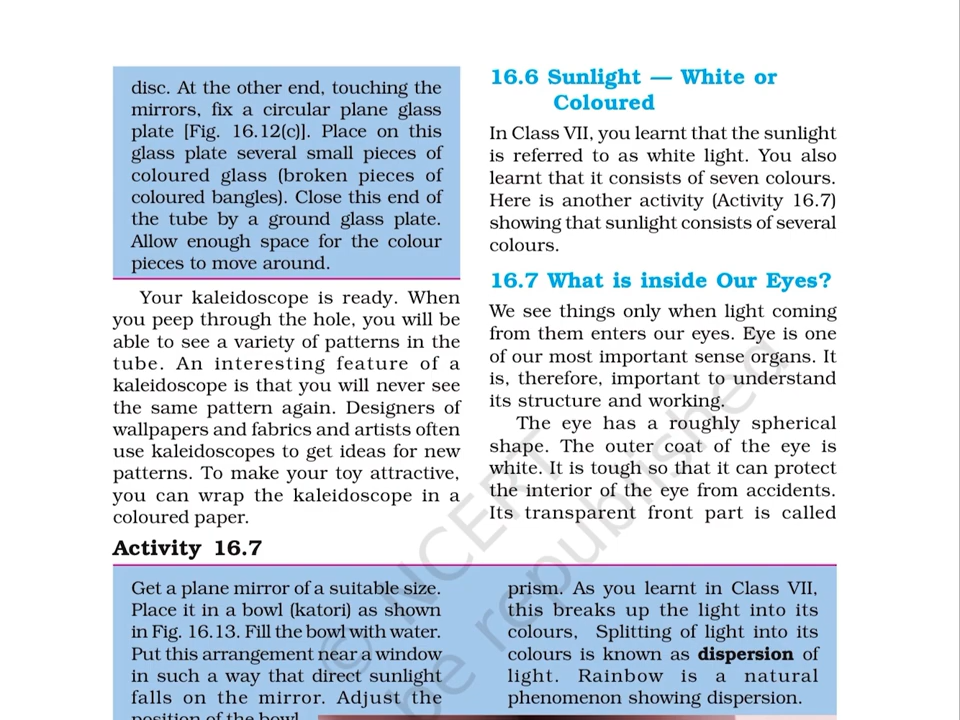 disc. At the other end, touching the
mirrors, fix a circular plane glass
plate [Fig. 16.12(c)]. Place on this
glass plate several small pieces of
coloured glass (broken pieces of
coloured bangles). Close this end of
the tube by a ground glass plate.
Allow enough space for the colour
pieces to move around.
Your kaleidoscope is ready. When
you peep through the hole, you will be
able to see a variety of patterns in the
tube. An interesting feature of a
kaleidoscope is that you will never see
the same pattern again. Designers of
wallpapers and fabrics and artists often
use kaleidoscopes to get ideas for new
patterns. To make your toy attractive,
you can wrap the kaleidoscope in a
coloured paper.
16.6 Sunlight — White or
Coloured
In Class VII, you learnt that the sunlight
is referred to as white light. You also
learnt that it consists of seven colours.
Here is another activity (Activity 16.7)
showing that sunlight consists of several
colours.
16.7 What is inside Our Eyes?
We see things only when light coming
from them enters our eyes. Eye is one
of our most important sense organs. It
is, therefore, important to understand
its structure and working.
The eye has a roughly spherical
shape. The outer coat of the eye is
white. It is tough so that it can protect
the interior of the eye from accidents.
Its transparent front part is called
Activity 16.7
Get a plane mirror of a suitable size.
Place it in a bowl (katori) as shown
in Fig. 16.13. Fill the bowl with water.
Put this arrangement near a window
in such a way that direct sunlight
falls on the mirror. Adjust the
position of the bowl
prism. As you learnt in Class VII,
this breaks up the light into its
colours, Splitting of light into its
colours is known as dispersion of
light. Rainbow is a natural
phenomenon showing dispersion.
© NCERT
be republished